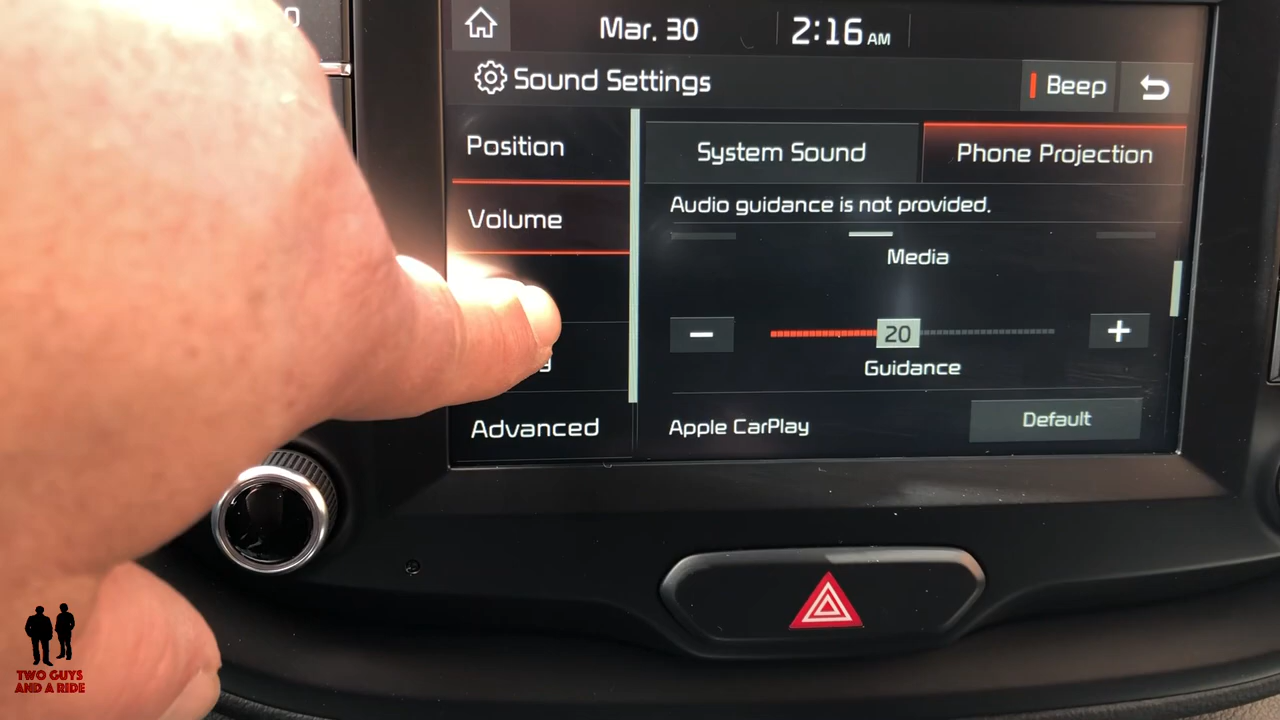 Mar. 30
2:16 AM
Sound Settings
Beep
Position
System Sound
Phone Projection
Audio guidance is not provided.
Volume
Media
20
Guidance
Advanced
Apple CarPlay
Default
TWO GUYS
AND A RIDE